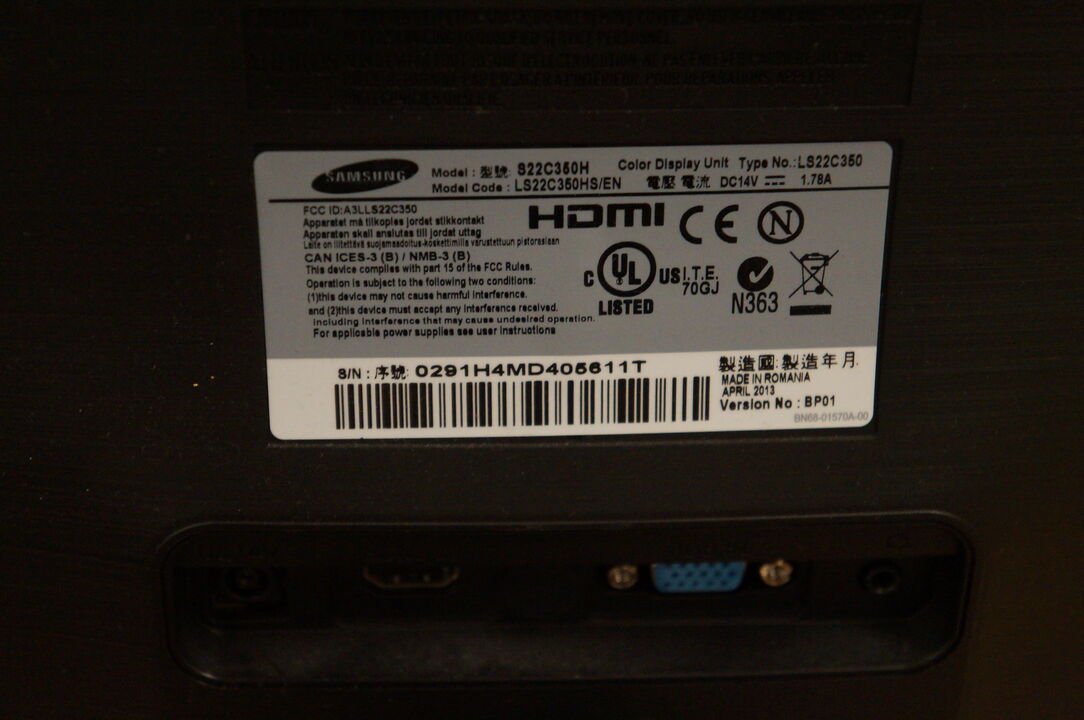 SAMSUNG
Model : 型號: S22C350H Color Display Unit Type No.:LS22C350
Model Code : LS22C350HS/EN 電壓 電流 DC14V 1.78A
FCC ID:A3LLS22C350
Apparatet må tilkoples jordet stikkontakt
Apparaten skall anslutas till jordat uttag
Laite on liitettävä suojamaadoitus-koskettimilla varustettuun pistorasiaan
CAN ICES-3 (B) / NMB-3 (B)
This device complies with part 15 of the FCC Rules.
Operation is subject to the following two conditions:
(1)this device may not cause harmful interference.
and (2)this device must accept any interference received.
including interference that may cause undesired operation.
For applicable power supplies see user instructions
HDMI CE N
C UL US I.T.E.
70GJ
LISTED
N363
S/N : 序號: 0291H4MD405611T
製造國: 製造年月
MADE IN ROMANIA
APRIL 2013
Version No : BP01
BN68-01570A-00